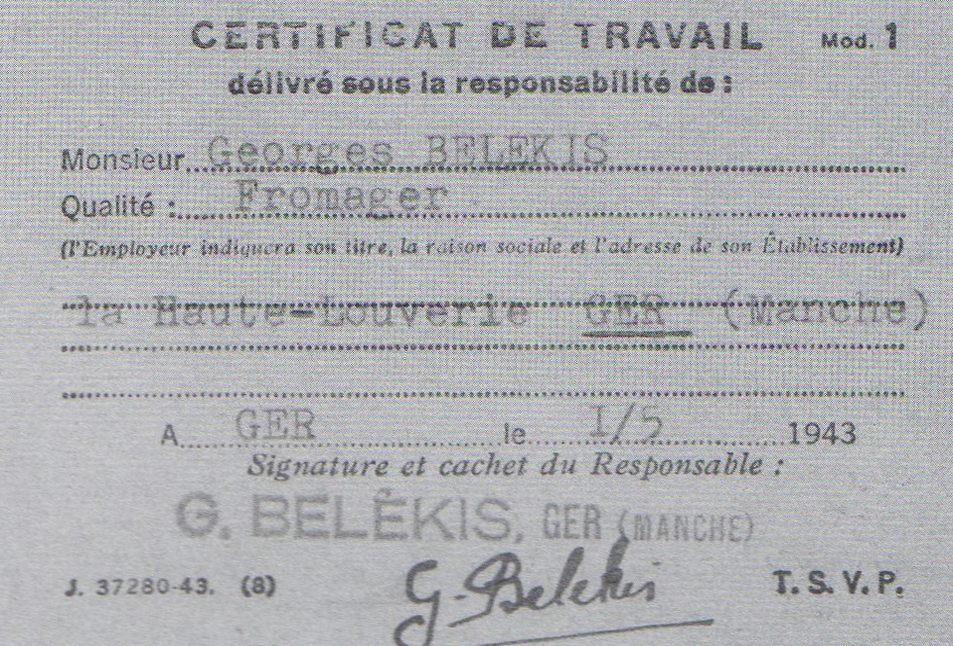 CERTIFICAT DE TRAVAIL Mod. 1
délivré sous la responsabilité de :
Monsieur Georges BELEKIS
Qualité : Fromager
(l'Employeur indiquera son titre, la raison sociale et l'adresse de son Établissement)
la Haute-Louverie GER (Manche)
A GER le I/5 1943
Signature et cachet du Responsable :
G. BELÉKIS, GER (MANCHE)
J. 37280-43. (8) G. Belekis T. S. V. P.